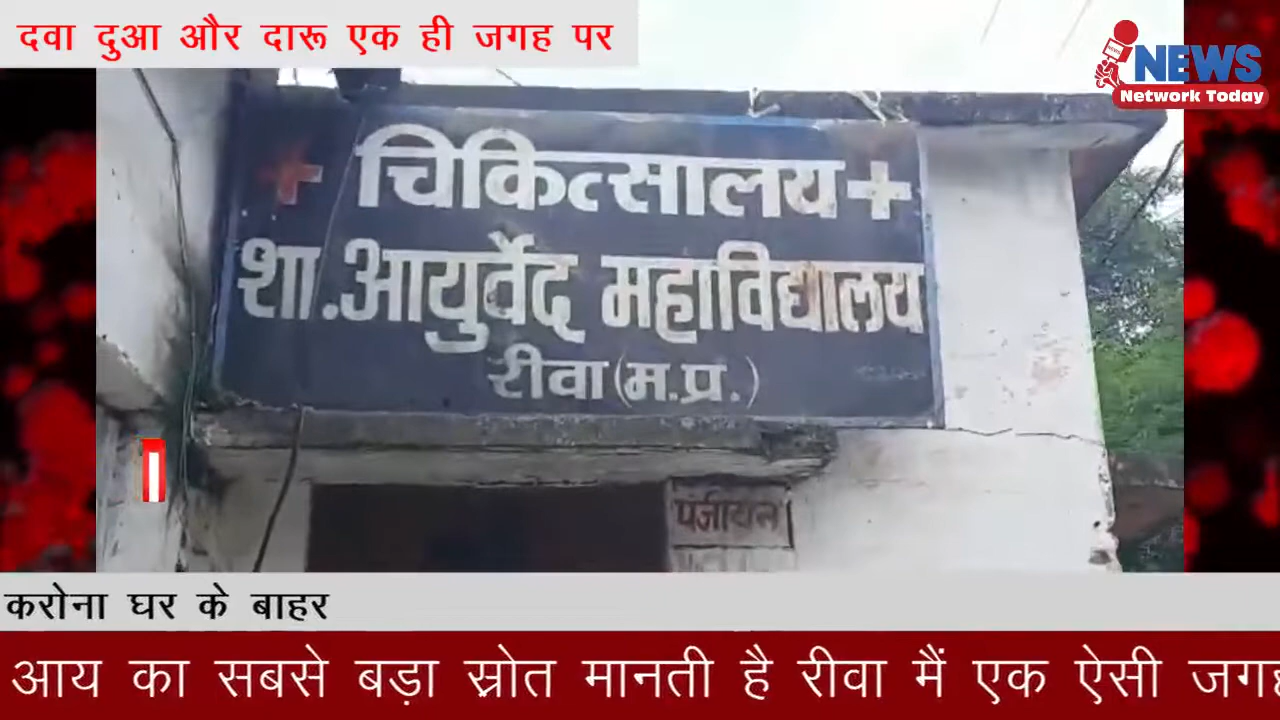 दवा दुआ और दारू एक ही जगह पर
NEWS
Network Today
+ चिकित्सालय +
शा.आयुर्वेद महाविद्यालय
रीवा (म.प्र.)
पंजीयन
करोना घर के बाहर
आय का सबसे बड़ा स्रोत मानती है रीवा मैं एक ऐसी जगह